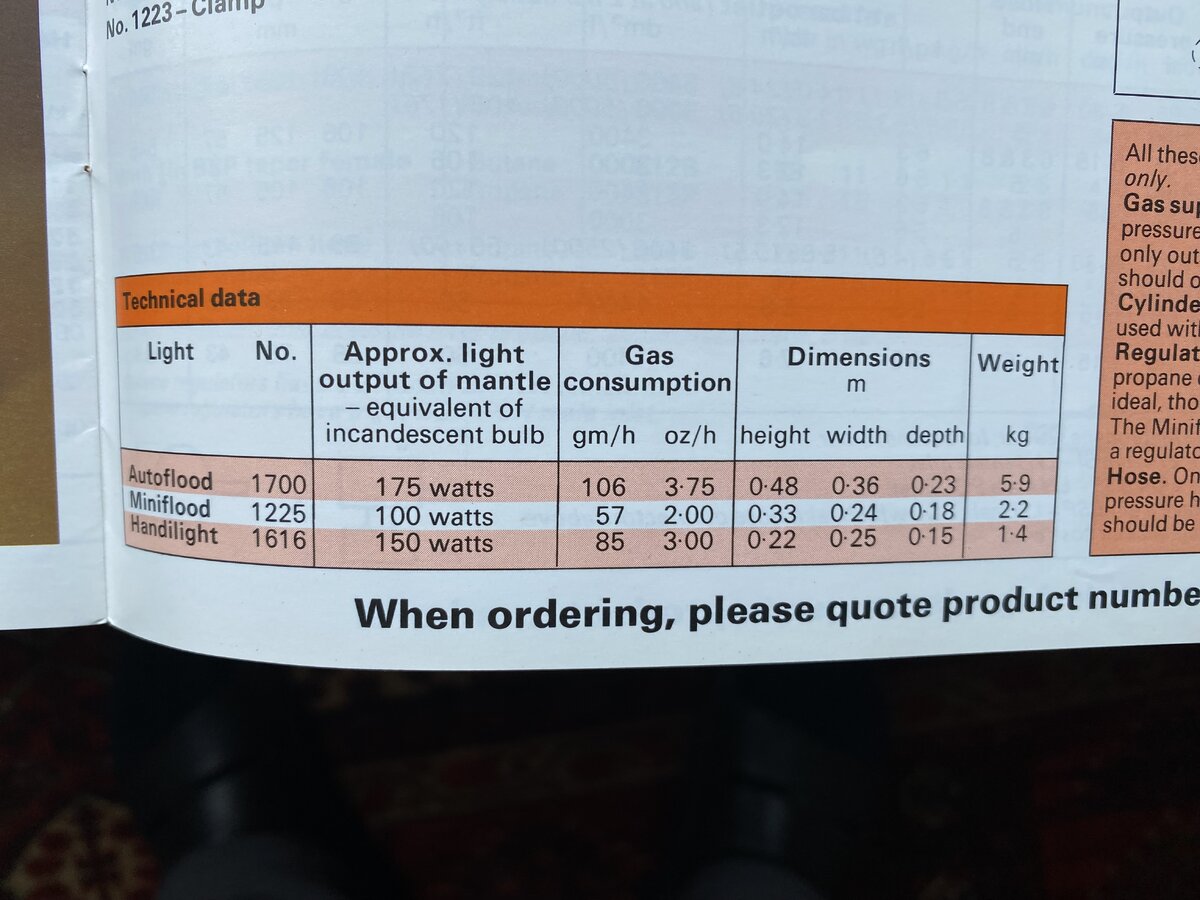 No. 1223 – Clamp
Technical data
Light No. Approx. light output of mantle – equivalent of incandescent bulb Gas consumption Dimensions m Weight
gm/h oz/h height width depth kg
Autoflood 1700 175 watts 106 3·75 0·48 0·36 0·23 5·9
Miniflood 1225 100 watts 57 2·00 0·33 0·24 0·18 2·2
Handilight 1616 150 watts 85 3·00 0·22 0·25 0·15 1·4
When ordering, please quote product numbe
All thes
only.
Gas sup
pressure
only out
should o
Cylinde
used wit
Regulat
propane
ideal, tho
The Minif
a regulato
Hose. On
pressure h
should be